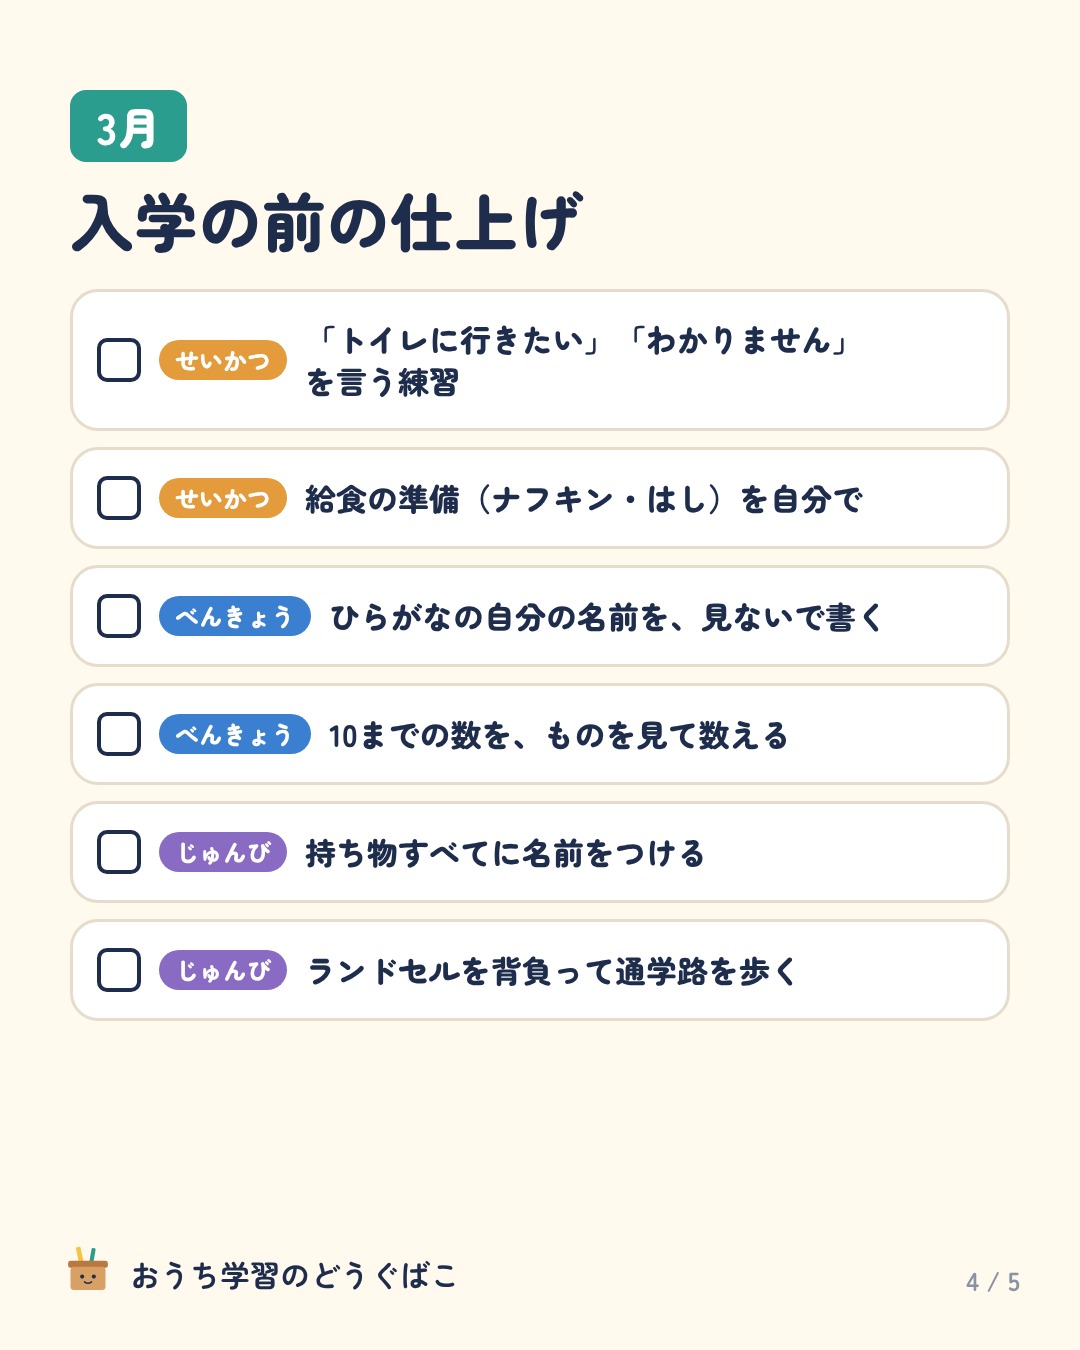 3月
入学の前の仕上げ
せいかつ 「トイレに行きたい」「わかりません」
を言う練習
せいかつ 給食の準備（ナフキン・はし）を自分で
べんきょう ひらがなの自分の名前を、見ないで書く
べんきょう 10までの数を、ものを見て数える
じゅんび 持ち物すべてに名前をつける
じゅんび ランドセルを背負って通学路を歩く
おうち学習のどうぐばこ
4 / 5